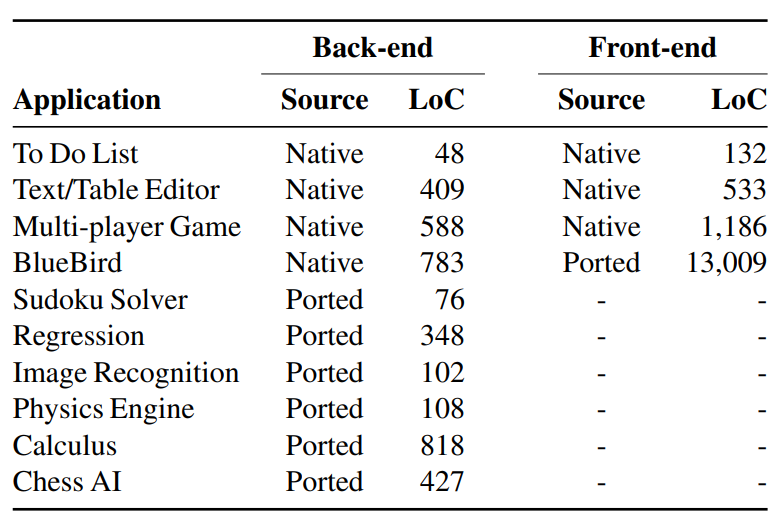 Back-end Front-end
Application Source LoC Source LoC
To Do List Native 48 Native 132
Text/Table Editor Native 409 Native 533
Multi-player Game Native 588 Native 1,186
BlueBird Native 783 Ported 13,009
Sudoku Solver Ported 76 - -
Regression Ported 348 - -
Image Recognition Ported 102 - -
Physics Engine Ported 108 - -
Calculus Ported 818 - -
Chess AI Ported 427 - -